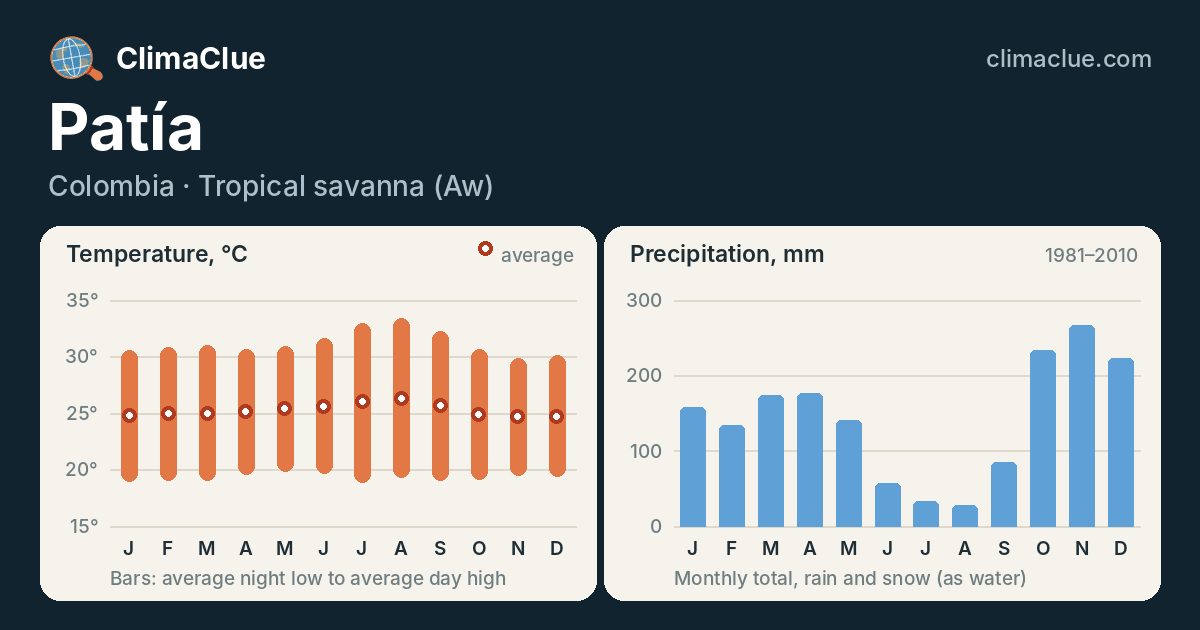 ClimaClue
climaclue.com
Patía
Colombia · Tropical savanna (Aw)
Temperature, °C
average
35°
30°
25°
20°
15°
J F M A M J J A S O N D
Bars: average night low to average day high
Precipitation, mm
1981–2010
300
200
100
0
J F M A M J J A S O N D
Monthly total, rain and snow (as water)